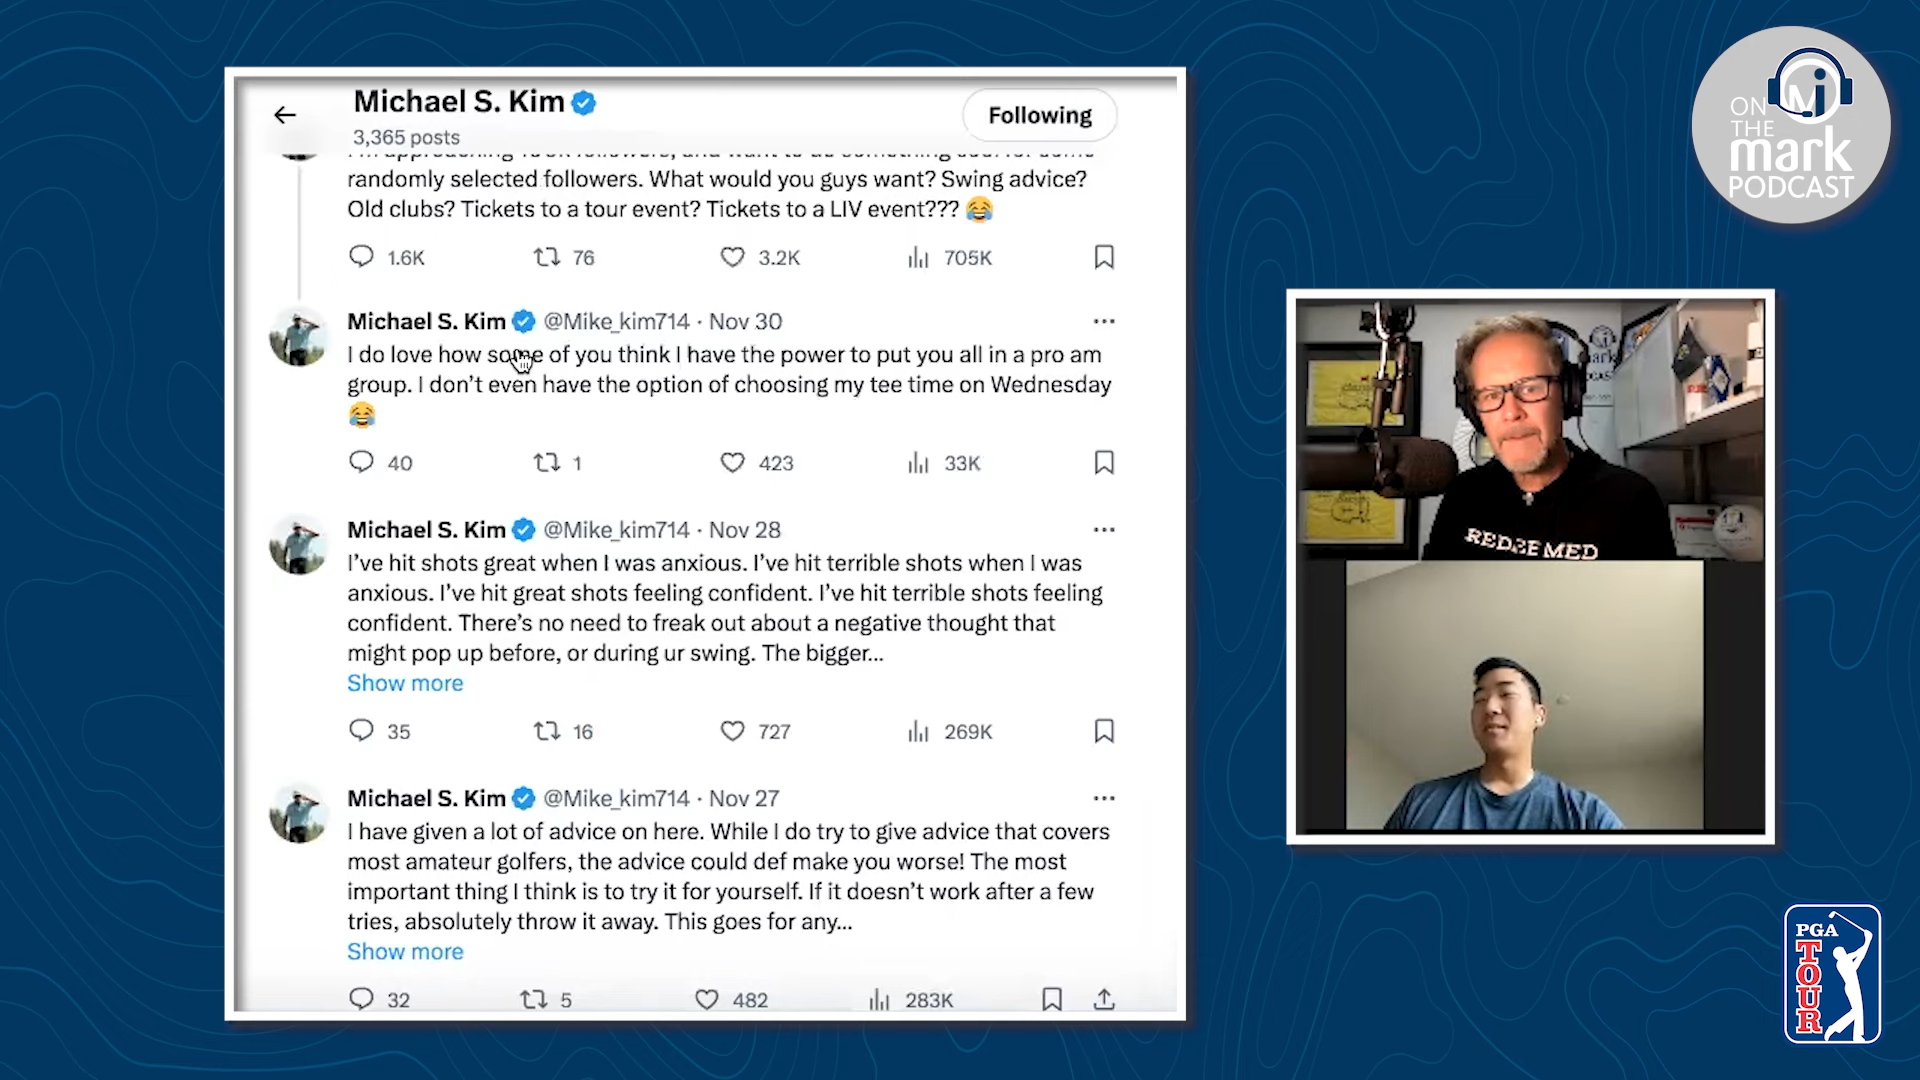 Michael S. Kim
Following
3,365 posts
randomly selected followers. What would you guys want? Swing advice?
Old clubs? Tickets to a tour event? Tickets to a LIV event??? 😂
1.6K 76 3.2K 705K
Michael S. Kim @Mike_kim714 · Nov 30
I do love how some of you think I have the power to put you all in a pro am
group. I don't even have the option of choosing my tee time on Wednesday
😂
40 1 423 33K
Michael S. Kim @Mike_kim714 · Nov 28
I've hit shots great when I was anxious. I've hit terrible shots when I was
anxious. I've hit great shots feeling confident. I've hit terrible shots feeling
confident. There's no need to freak out about a negative thought that
might pop up before, or during ur swing. The bigger...
Show more
35 16 727 269K
Michael S. Kim @Mike_kim714 · Nov 27
I have given a lot of advice on here. While I do try to give advice that covers
most amateur golfers, the advice could def make you worse! The most
important thing I think is to try it for yourself. If it doesn't work after a few
tries, absolutely throw it away. This goes for any...
Show more
32 5 482 283K
ON
THE
mark
PODCAST
REDEEMED
PGA
TOUR